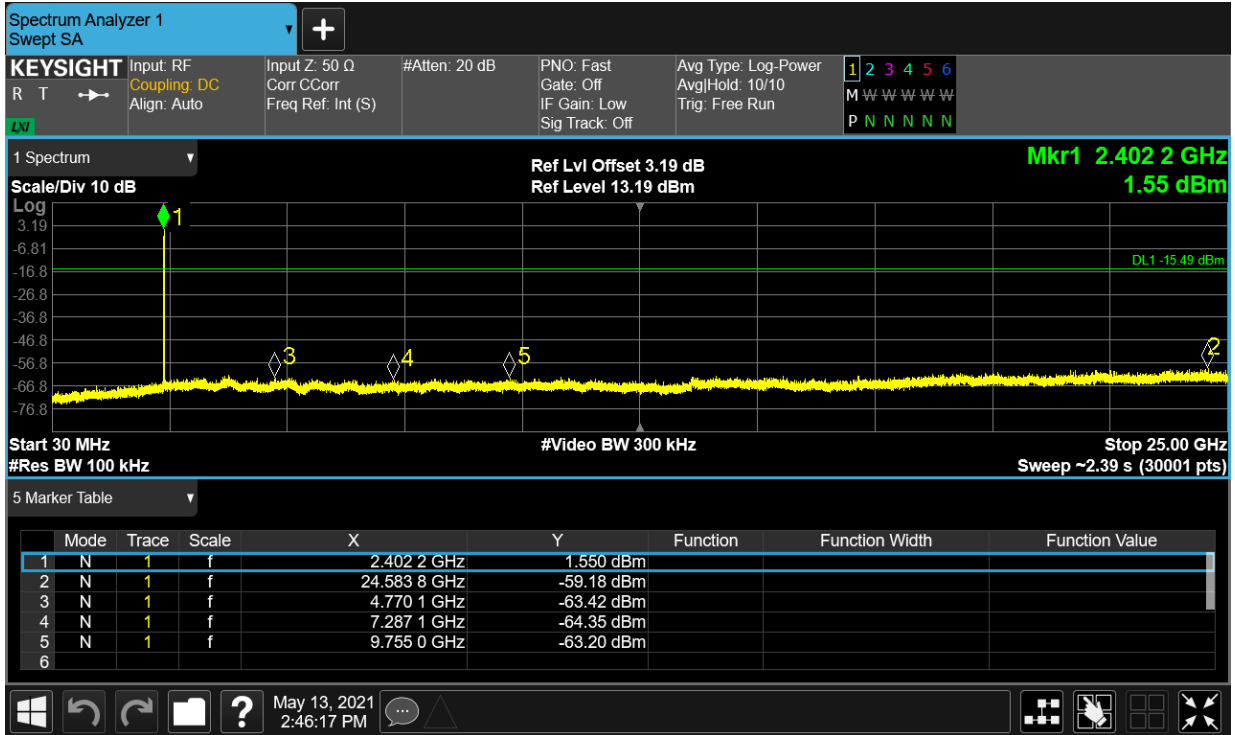 Spectrum Analyzer 1
Swept SA
+
KEYSIGHT Input: RF Input Z: 50 Ω #Atten: 20 dB PNO: Fast Avg Type: Log-Power 1 2 3 4 5 6
R T Coupling: DC Corr CCorr Gate: Off Avg|Hold: 10/10 M W W W W W
Align: Auto Freq Ref: Int (S) IF Gain: Low Trig: Free Run P N N N N N
LXI Sig Track: Off
1 Spectrum Ref Lvl Offset 3.19 dB Mkr1 2.402 2 GHz
Scale/Div 10 dB Ref Level 13.19 dBm 1.55 dBm
Log
1
3.19
-6.81
DL1 -15.49 dBm
-16.8
-26.8
-36.8
-46.8
2
3 4 5
-56.8
-66.8
-76.8
Start 30 MHz #Video BW 300 kHz Stop 25.00 GHz
#Res BW 100 kHz Sweep ~2.39 s (30001 pts)
5 Marker Table
Mode Trace Scale X Y Function Function Width Function Value
1 N 1 f 2.402 2 GHz 1.550 dBm
2 N 1 f 24.583 8 GHz -59.18 dBm
3 N 1 f 4.770 1 GHz -63.42 dBm
4 N 1 f 7.287 1 GHz -64.35 dBm
5 N 1 f 9.755 0 GHz -63.20 dBm
6
? May 13, 2021
2:46:17 PM